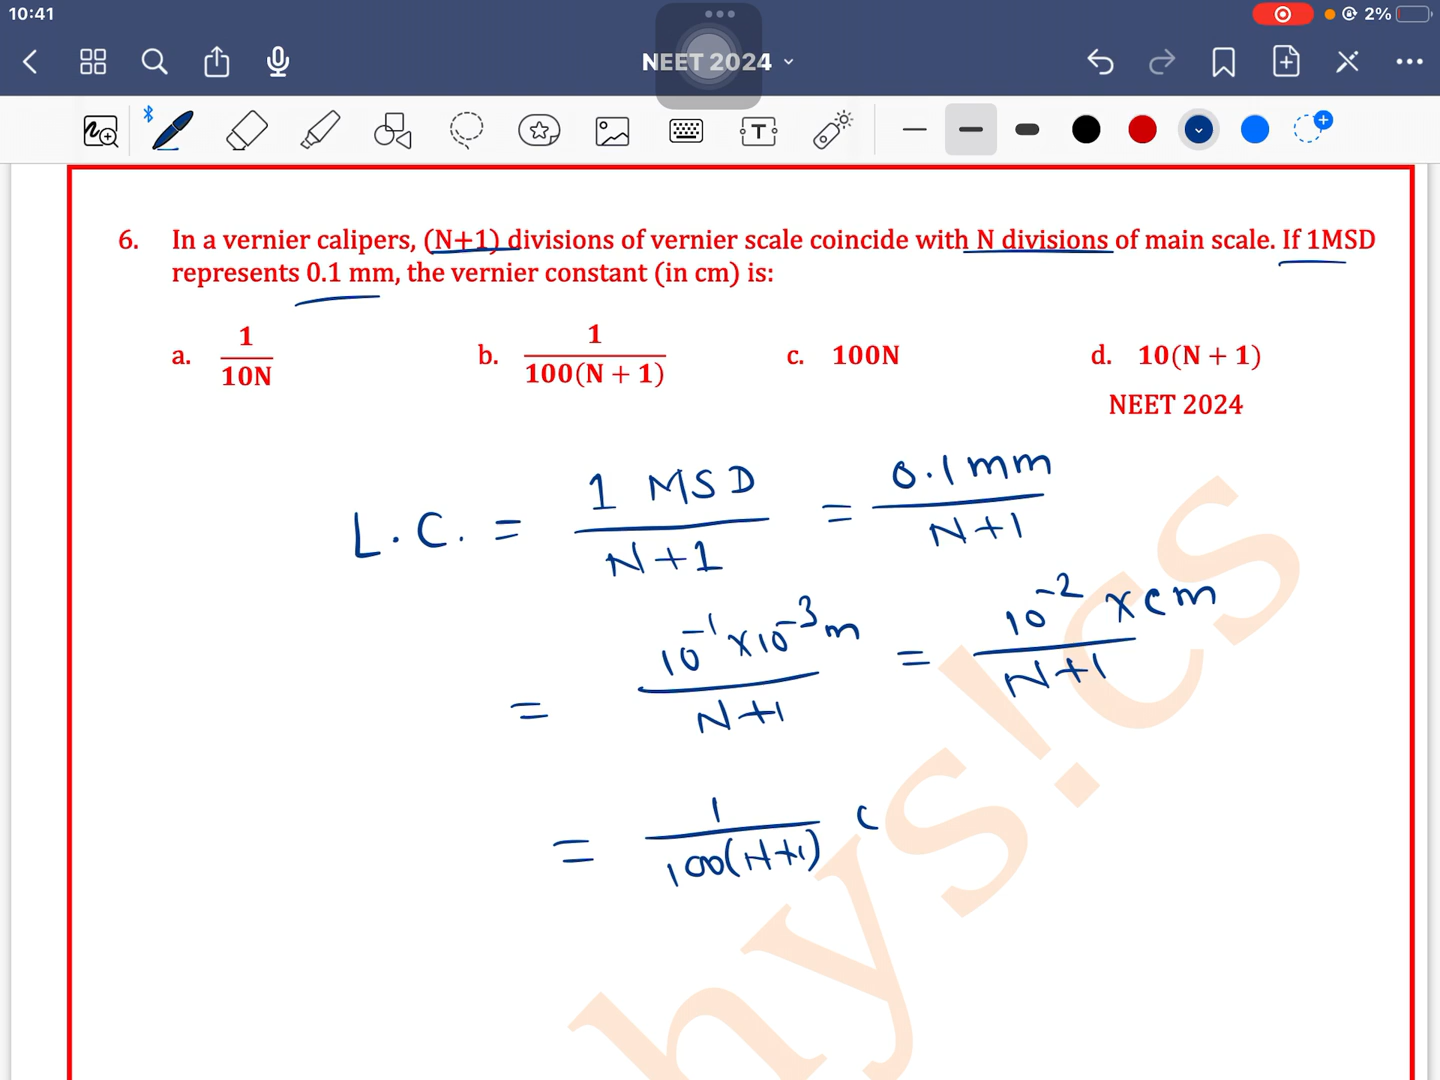 10:41
2%
NEET 2024
T
6. In a vernier calipers, (N+1) divisions of vernier scale coincide with N divisions of main scale. If 1MSD
represents 0.1 mm, the vernier constant (in cm) is:
a. 1/10N b. 1/100(N + 1) c. 100N d. 10(N + 1)
NEET 2024
L.C. = 1 MSD/N+1 = 0.1mm/N+1
= 10⁻¹×10⁻³m/N+1 = 10⁻²×cm/N+1
= 1/100(N+1) c
hys!cs